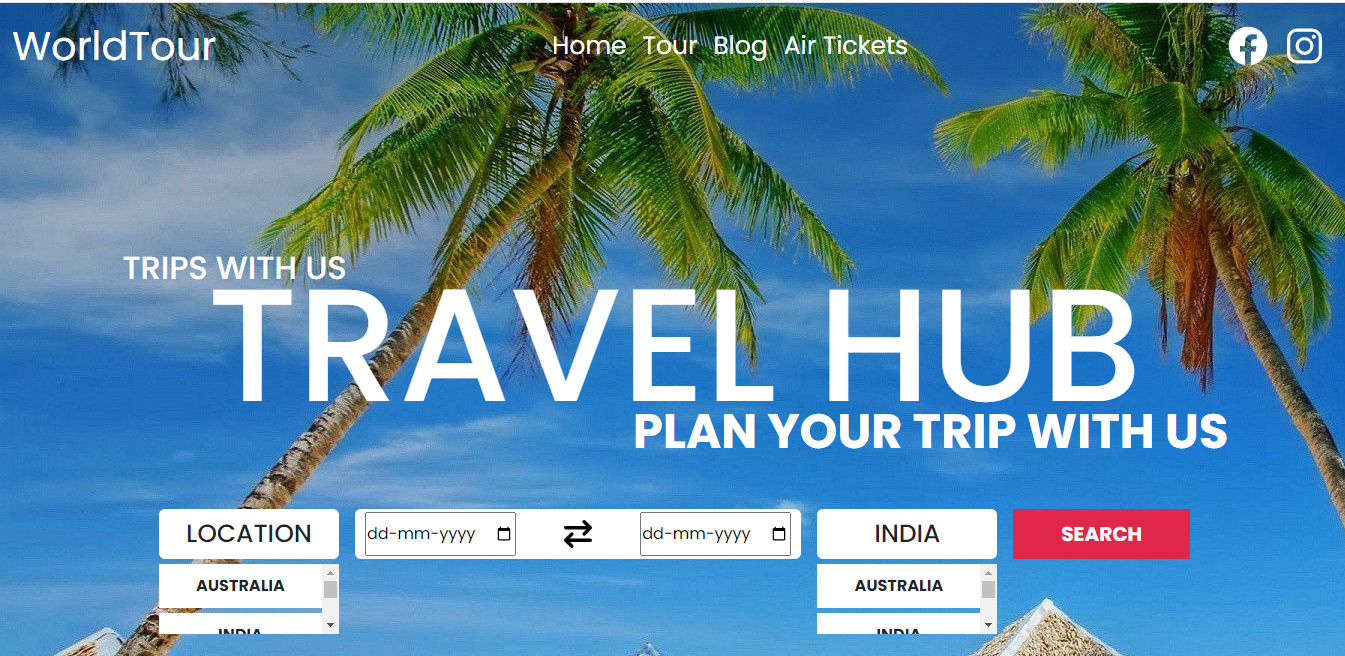 WorldTour
Home Tour Blog Air Tickets
TRIPS WITH US
TRAVEL HUB
PLAN YOUR TRIP WITH US
LOCATION
dd-mm-yyyy
dd-mm-yyyy
INDIA
SEARCH
AUSTRALIA
AUSTRALIA
INDIA
INDIA